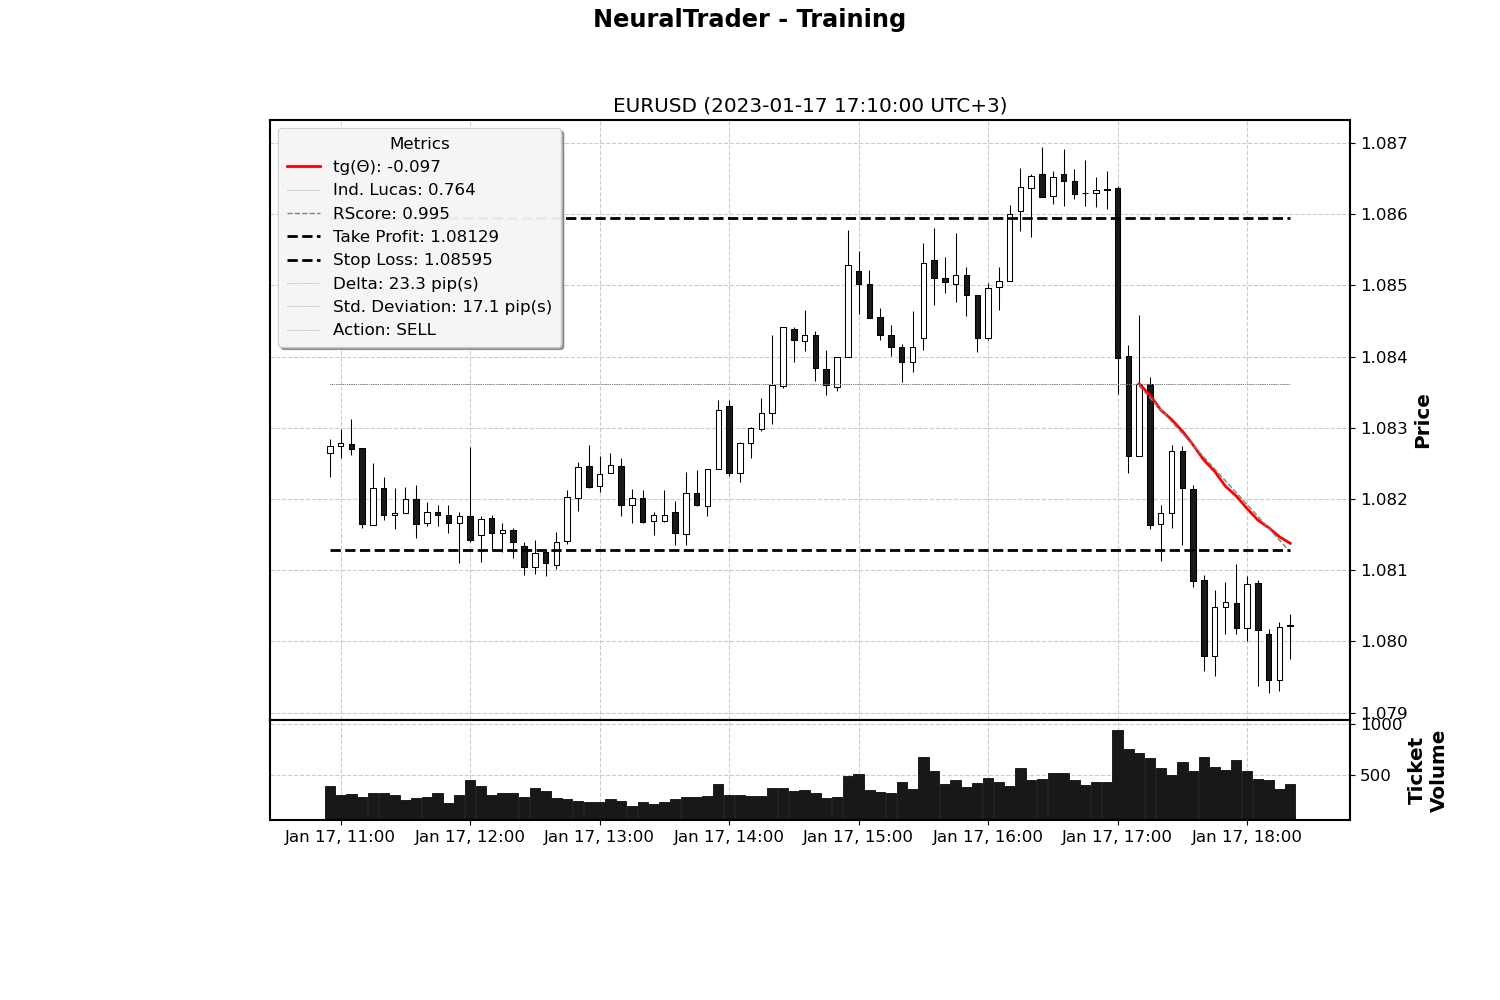 NeuralTrader - Training
EURUSD (2023-01-17 17:10:00 UTC+3)
Metrics
tg(Θ): -0.097
Ind. Lucas: 0.764
RScore: 0.995
Take Profit: 1.08129
Stop Loss: 1.08595
Delta: 23.3 pip(s)
Std. Deviation: 17.1 pip(s)
Action: SELL
1.087
1.086
1.085
1.084
1.083
1.082
1.081
1.080
1.079
Price
1000
500
Ticket
Volume
Jan 17, 11:00 Jan 17, 12:00 Jan 17, 13:00 Jan 17, 14:00 Jan 17, 15:00 Jan 17, 16:00 Jan 17, 17:00 Jan 17, 18:00